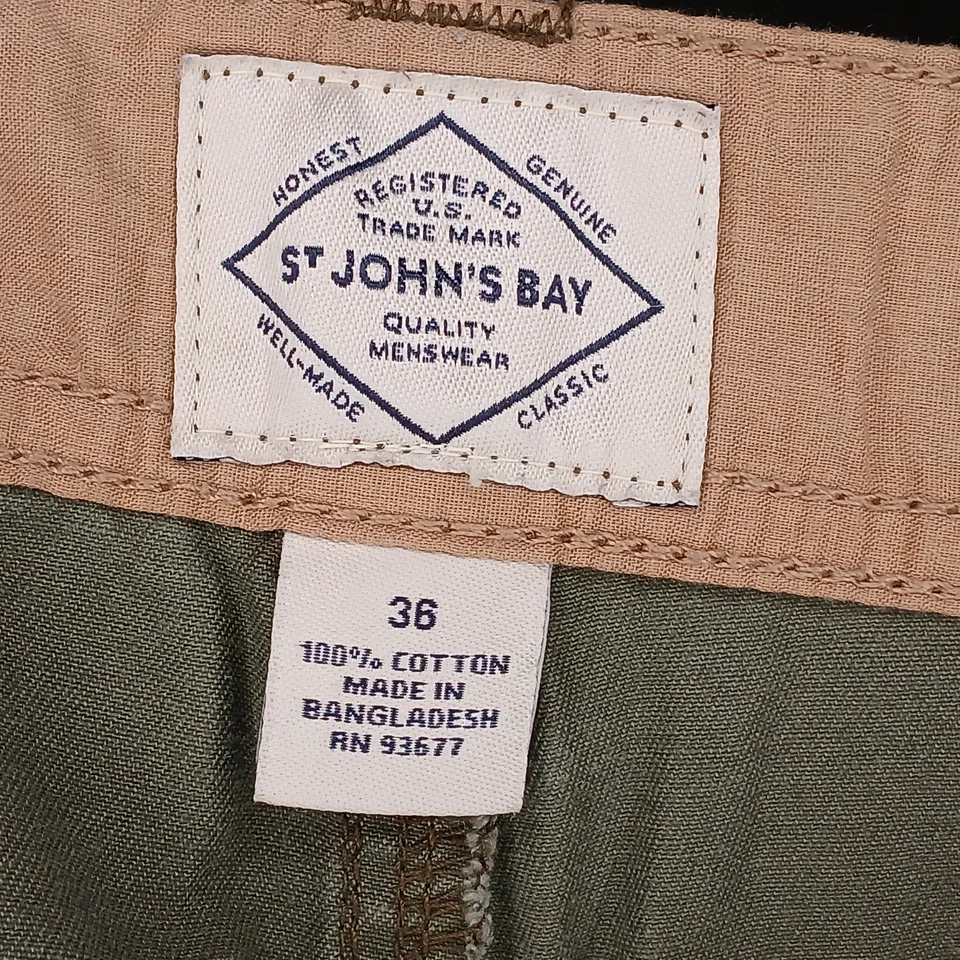 HONEST
GENUINE
REGISTERED
U.S.
TRADE MARK
ST JOHN'S BAY
QUALITY
MENSWEAR
WELL-MADE
CLASSIC
36
100% COTTON
MADE IN
BANGLADESH
RN 93677